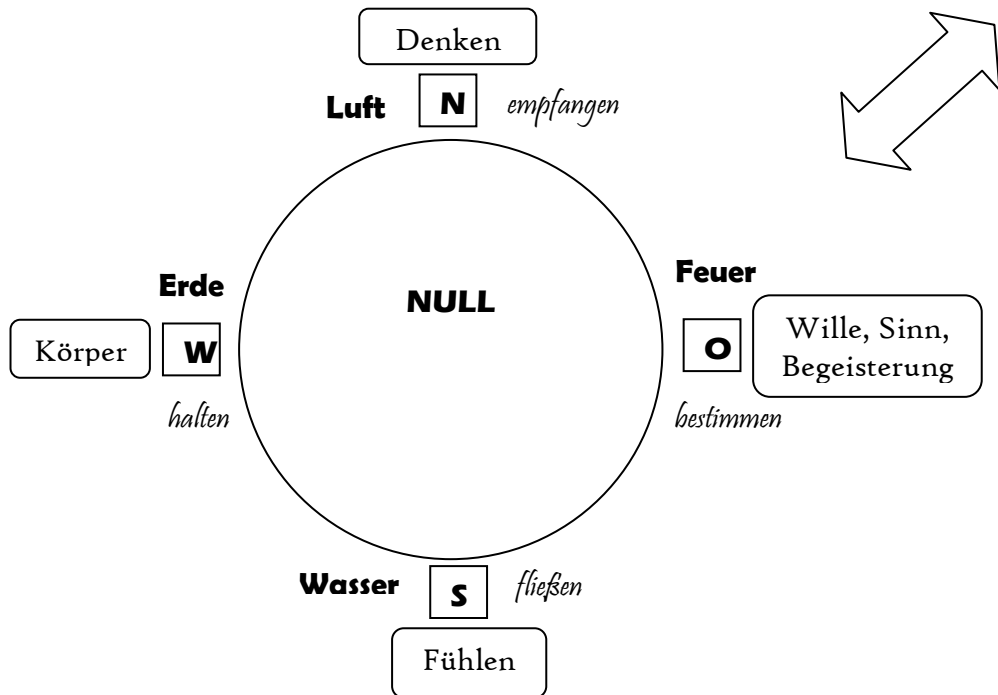 Denken
Luft N empfangen
Erde
NULL
Feuer
Körper W
O Wille, Sinn,
Begeisterung
halten
bestimmen
Wasser S fließen
Fühlen